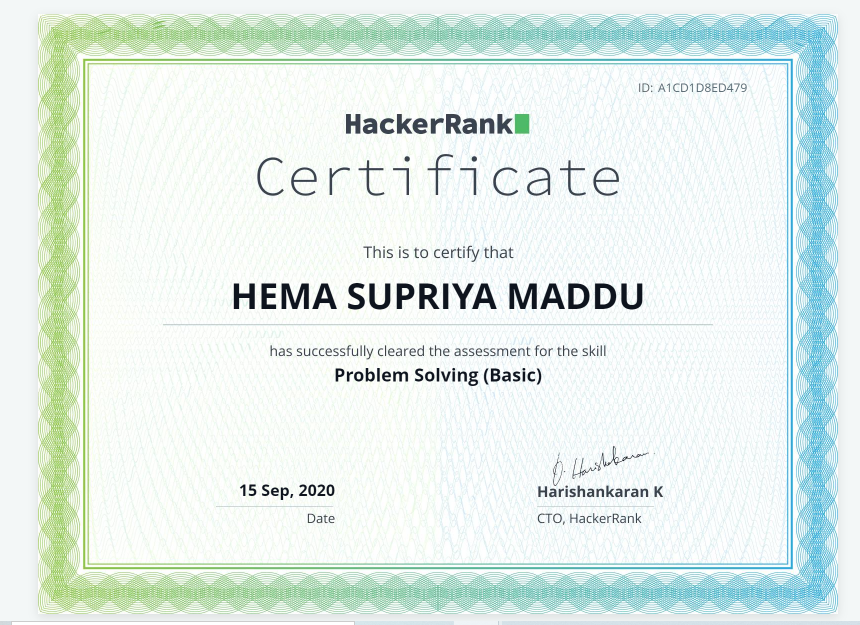 ID: A1CD1D8ED479
HackerRank
Certificate
This is to certify that
HEMA SUPRIYA MADDU
has successfully cleared the assessment for the skill
Problem Solving (Basic)
15 Sep, 2020
Date
Harishankaran K
CTO, HackerRank